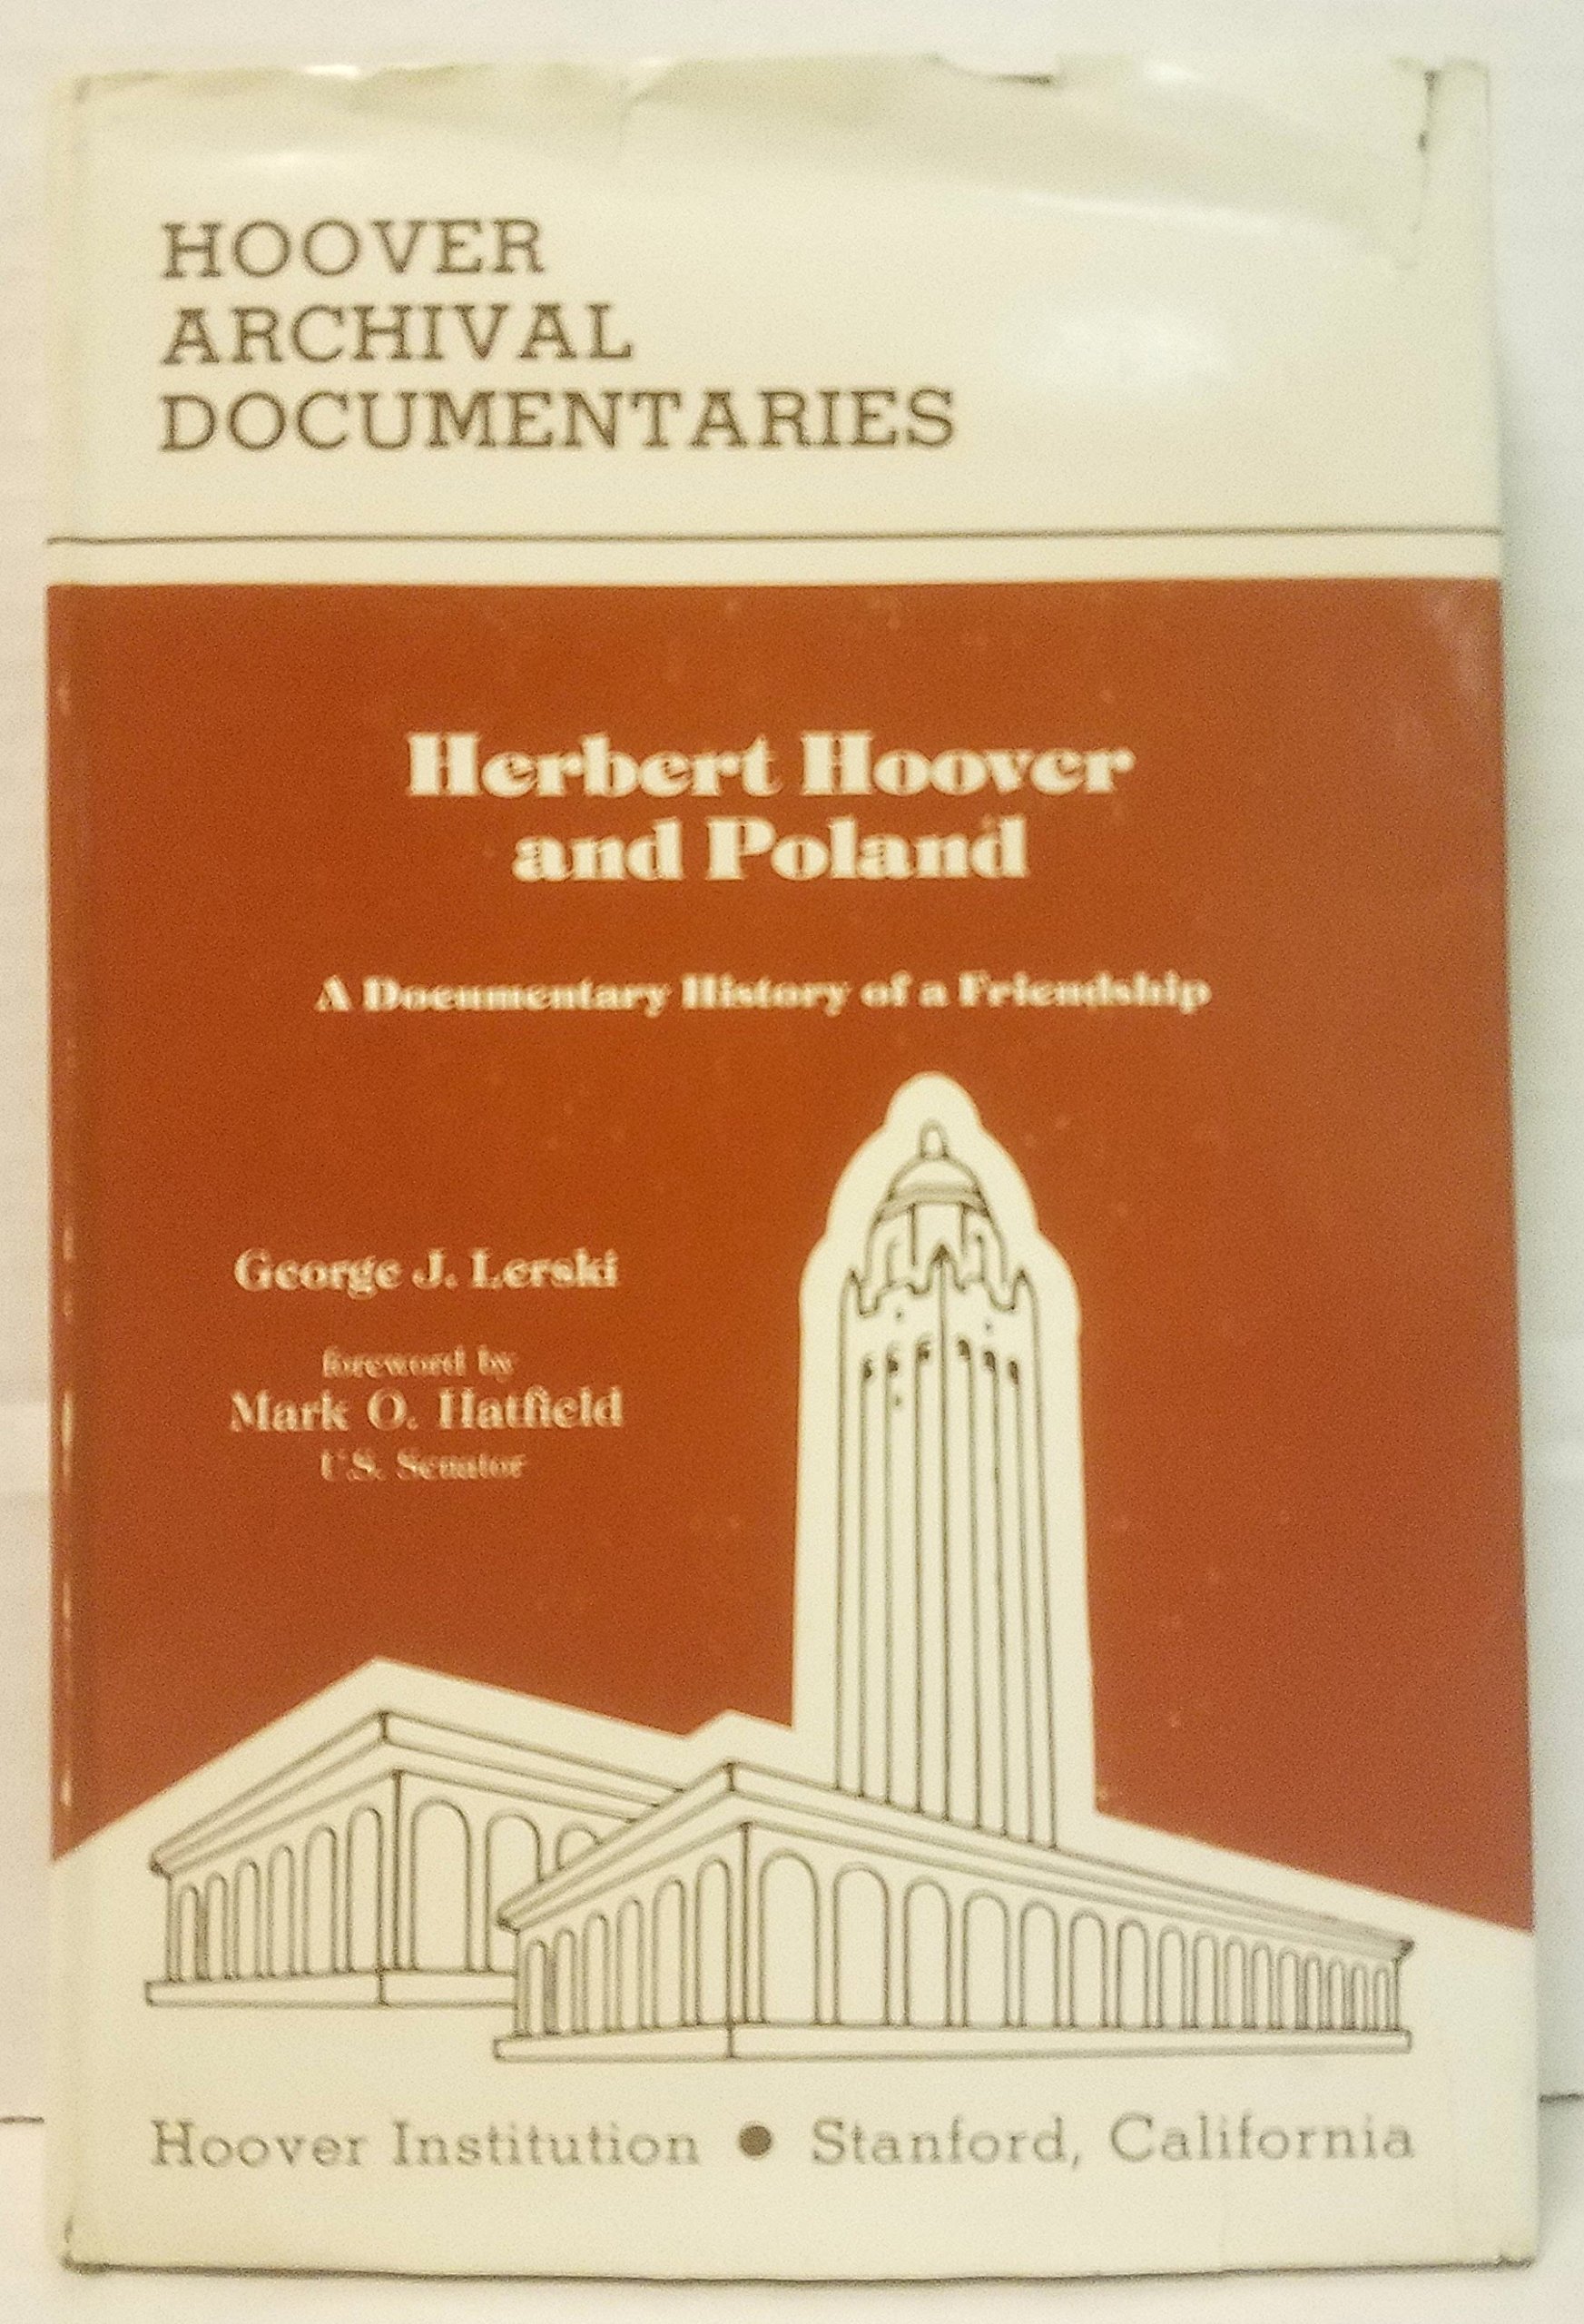 HOOVER
ARCHIVAL
DOCUMENTARIES
Herbert Hoover
and Poland
A Documentary History of a Friendship
George J. Lerski
foreword by
Mark O. Hatfield
U.S. Senator
Hoover Institution ● Stanford, California